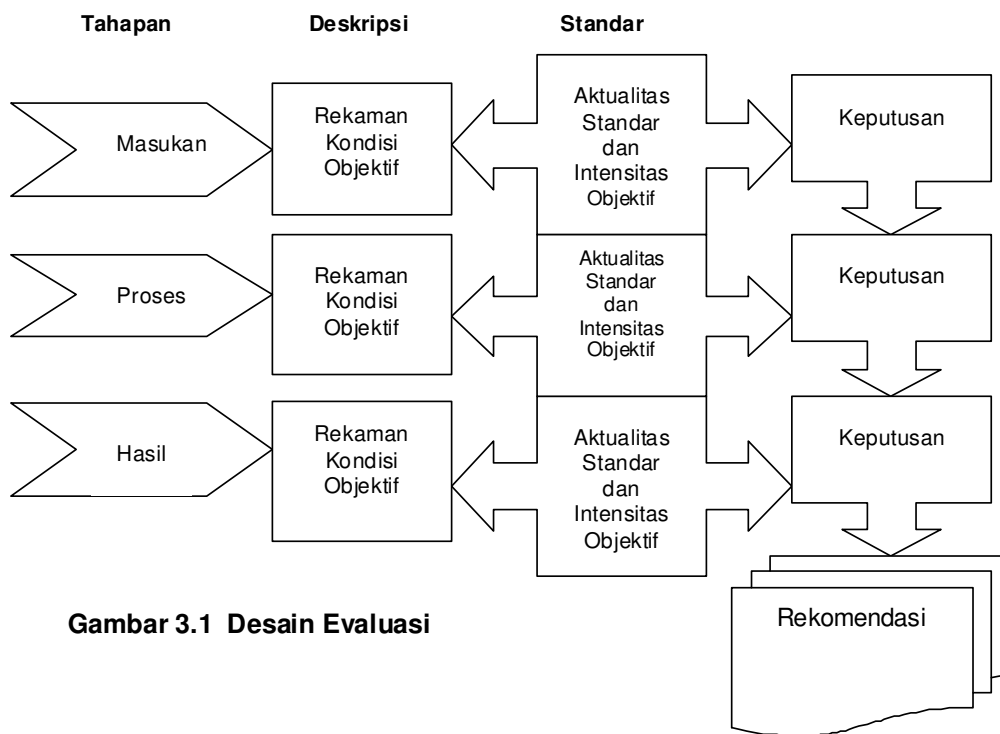 Tahapan Deskripsi Standar
Masukan
Rekaman
Kondisi
Objektif
Aktualitas
Standar
dan
Intensitas
Objektif
Keputusan
Proses
Rekaman
Kondisi
Objektif
Aktualitas
Standar
dan
Intensitas
Objektif
Keputusan
Hasil
Rekaman
Kondisi
Objektif
Aktualitas
Standar
dan
Intensitas
Objektif
Keputusan
Rekomendasi
Gambar 3.1 Desain Evaluasi